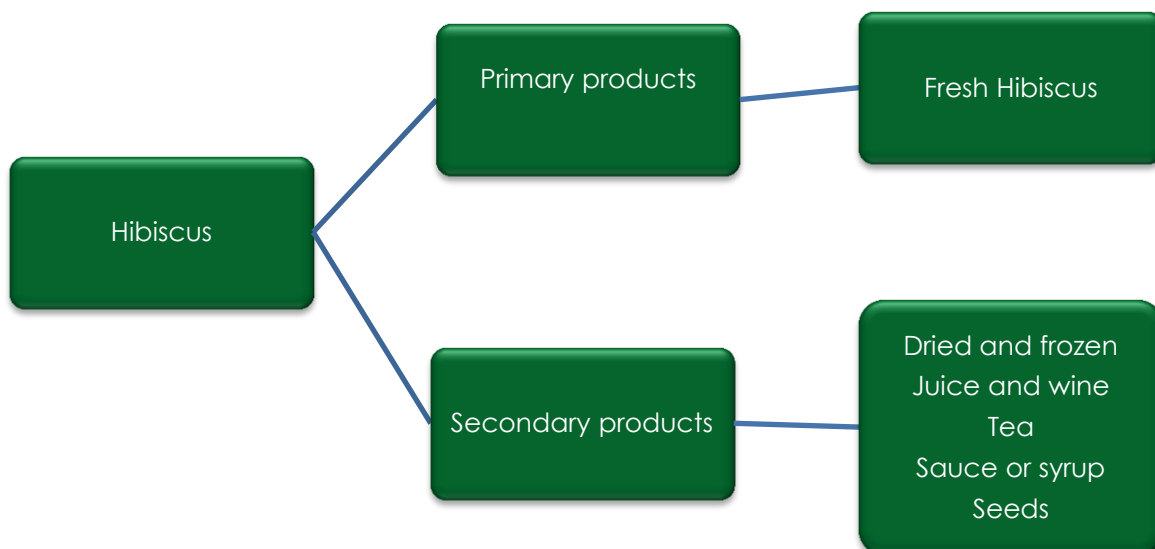 Hibiscus
Primary products
Fresh Hibiscus
Secondary products
Dried and frozen
Juice and wine
Tea
Sauce or syrup
Seeds